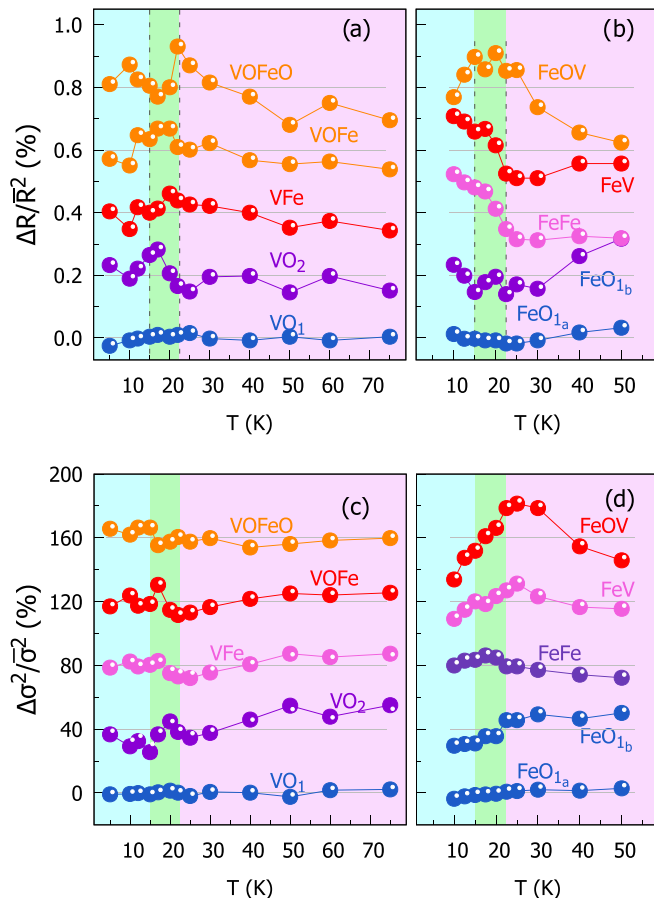 (a)
(b)
ΔR/R̅² (%)
1.0
0.8
0.6
0.4
0.2
0.0
VOFeO
VOFe
VFe
VO₂
VO₁
FeOV
FeV
FeFe
FeO₁b
FeO₁a
10 20 30 40 50 60 70
10 20 30 40 50
T (K)
T (K)
(c)
(d)
Δσ²/σ̅² (%)
200
160
120
80
40
0
VOFeO
VOFe
VFe
VO₂
VO₁
FeOV
FeV
FeFe
FeO₁b
FeO₁a
10 20 30 40 50 60 70
10 20 30 40 50
T (K)
T (K)